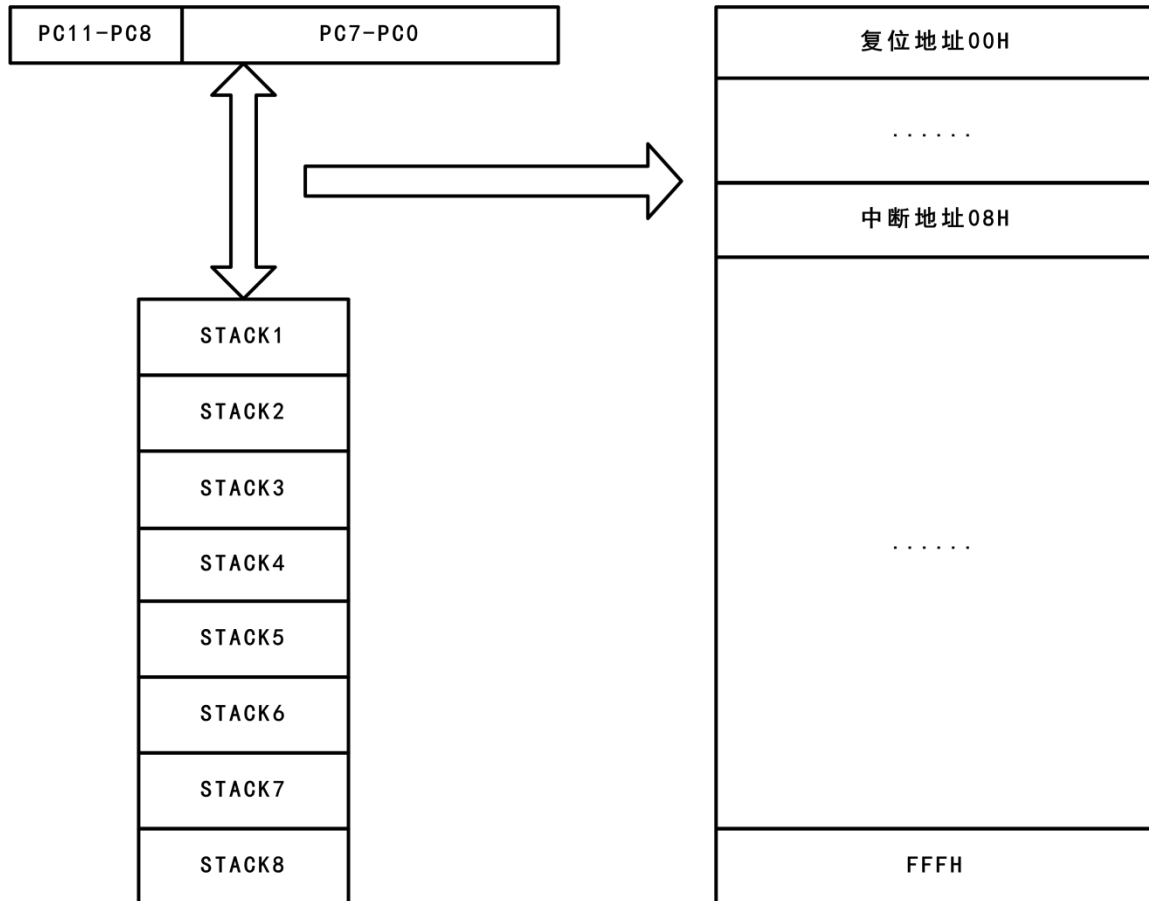 PC11-PC8
PC7-PC0
STACK1
STACK2
STACK3
STACK4
STACK5
STACK6
STACK7
STACK8
复位地址00H
......
中断地址08H
......
FFFH